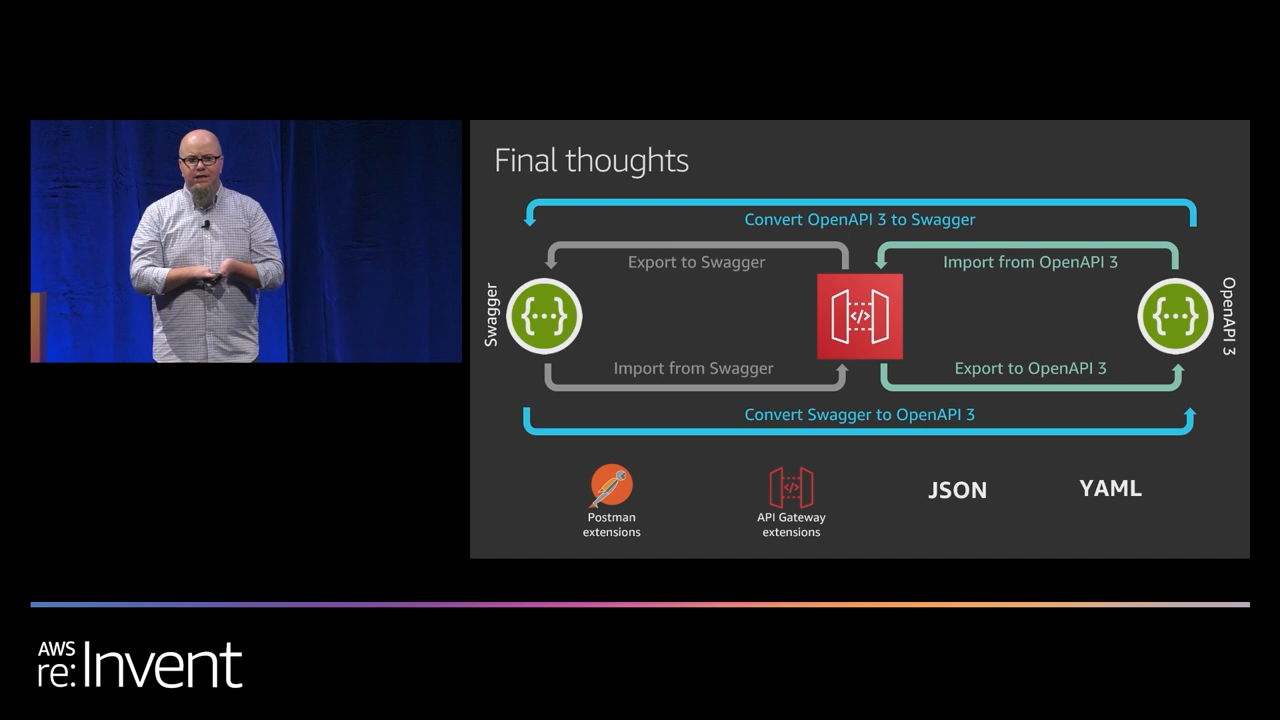 Final thoughts
Convert OpenAPI 3 to Swagger
Export to Swagger
Import from OpenAPI 3
Swagger
{···}
</>
{···}
OpenAPI 3
Import from Swagger
Export to OpenAPI 3
Convert Swagger to OpenAPI 3
</>
JSON
YAML
Postman
extensions
API Gateway
extensions
AWS
re:Invent